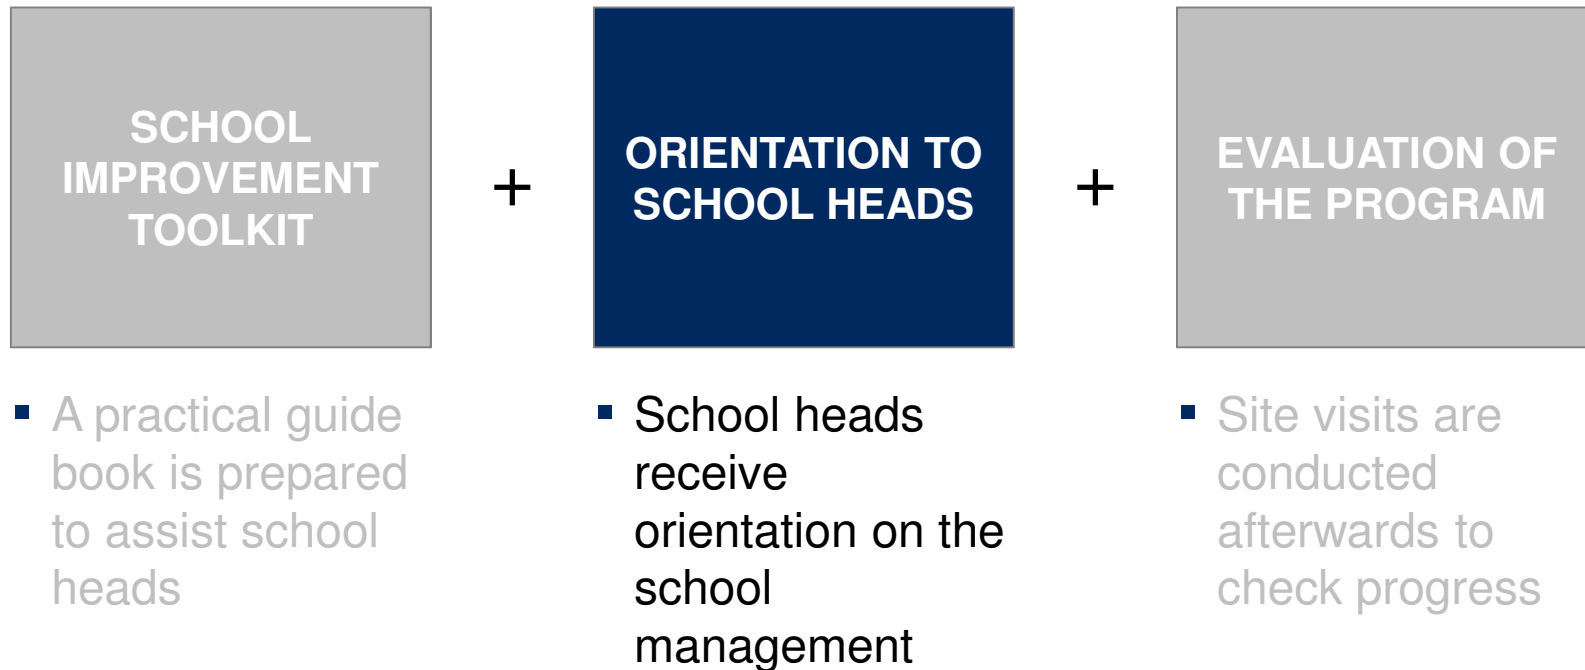 SCHOOL
IMPROVEMENT
TOOLKIT
+
ORIENTATION TO
SCHOOL HEADS
+
EVALUATION OF
THE PROGRAM
A practical guide
book is prepared
to assist school
heads
School heads
receive
orientation on the
school
management
Site visits are
conducted
afterwards to
check progress